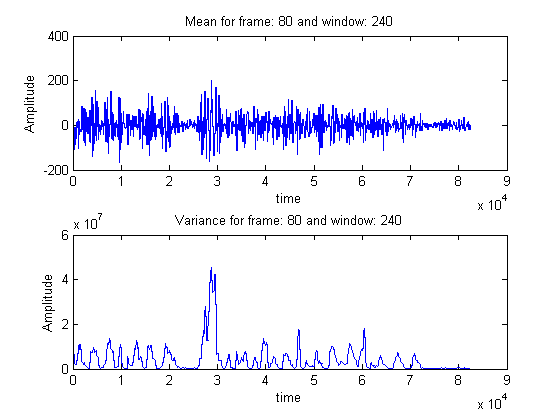 Mean for frame: 80 and window: 240
400
200
0
-200
Amplitude
0 1 2 3 4 5 6 7 8 9
time
x 10^4
Variance for frame: 80 and window: 240
x 10^7
6
4
2
0
Amplitude
0 1 2 3 4 5 6 7 8 9
time
x 10^4